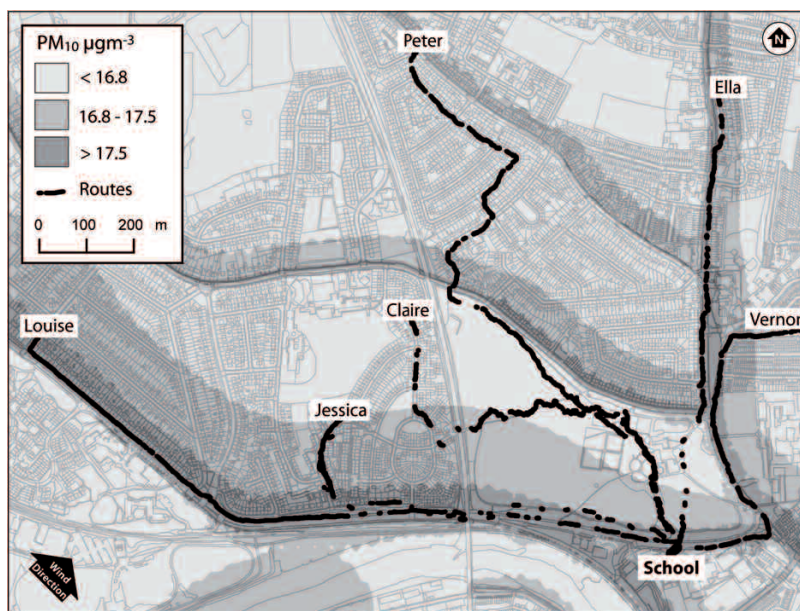 PM₁₀ µgm⁻³
< 16.8
16.8 - 17.5
> 17.5
Routes
0 100 200 m
N
Peter
Ella
Louise
Claire
Vernon
Jessica
School
Wind
Direction